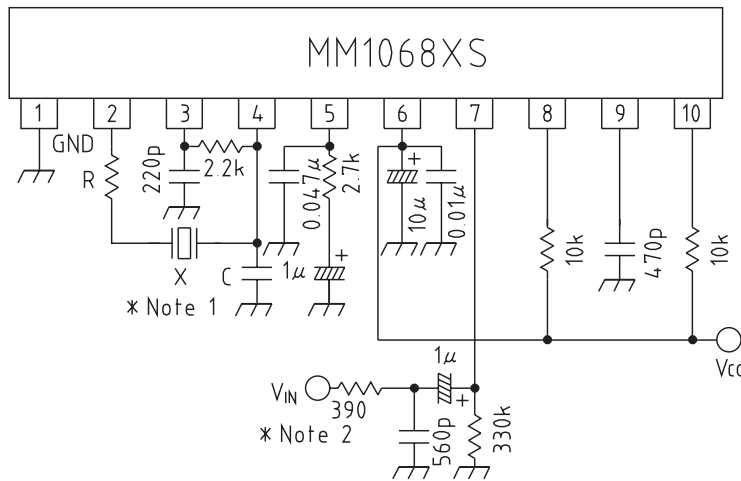 MM1068XS
1 2 3 4 5 6 7 8 9 10
GND
R
220p
2.2k
0.047μ
2.7k
10μ
0.01μ
10k
470p
10k
X
C
1μ
* Note 1
Vcc
1μ
VIN
390
* Note 2
560p
330k